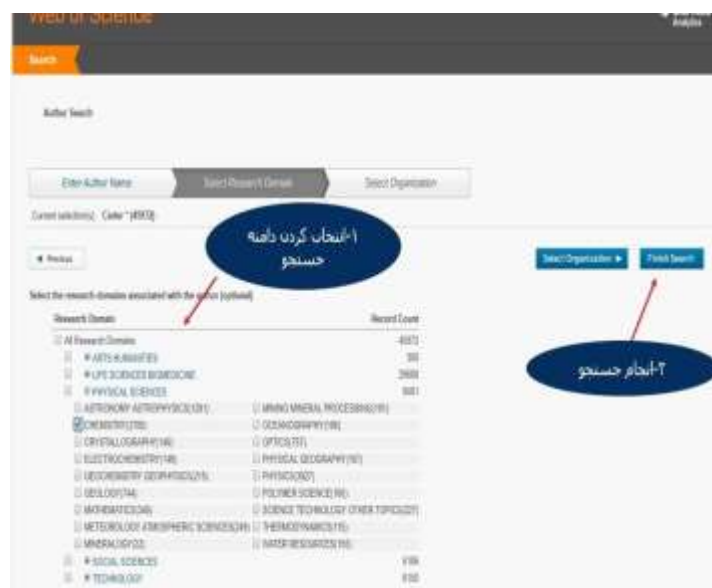 Web of Science
Analytics
Search
Author Search
Enter Author Name
Select Research Domain
Select Organization
Current selection(s): Carter * (45973)
۱-انتخاب کردن دامنه
جستجو
Previous
Select Organization
Finish Search
Select the research domains associated with the author (optional)
Research Domain Record Count
All Research Domains
ARTS HUMANITIES
LIFE SCIENCES BIOMEDICINE
PHYSICAL SCIENCES
۲-انجام جستجو
ASTRONOMY ASTROPHYSICS MINING MINERAL PROCESSING
CHEMISTRY OCEANOGRAPHY
CRYSTALLOGRAPHY OPTICS
ELECTROCHEMISTRY PHYSICAL GEOGRAPHY
GEOCHEMISTRY GEOPHYSICS PHYSICS
GEOLOGY POLYMER SCIENCE
MATHEMATICS SCIENCE TECHNOLOGY OTHER TOPICS
METEOROLOGY ATMOSPHERIC SCIENCES THERMODYNAMICS
MINERALOGY WATER RESOURCES
SOCIAL SCIENCES
TECHNOLOGY